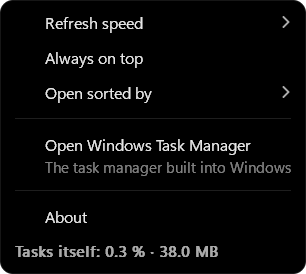 Refresh speed
Always on top
Open sorted by
Open Windows Task Manager
The task manager built into Windows
About
Tasks itself: 0.3 % · 38.0 MB